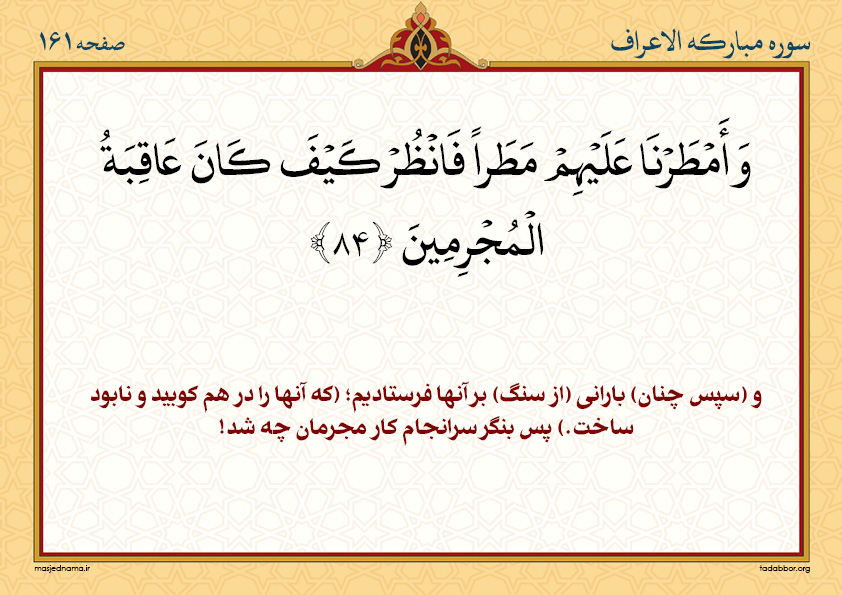 سوره مبارکه الاعراف
صفحه ۱۶۱
وَأَمْطَرْنَا عَلَيْهِمْ مَطَراً فَانْظُرْ كَيْفَ كَانَ عَاقِبَةُ
الْمُجْرِمِينَ ﴿۸۴﴾
و (سپس چنان) بارانی (از سنگ) بر آنها فرستادیم؛ (که آنها را در هم کوبید و نابود
ساخت.) پس بنگر سرانجام کار مجرمان چه شد!
masjednama.ir
tadabbor.org